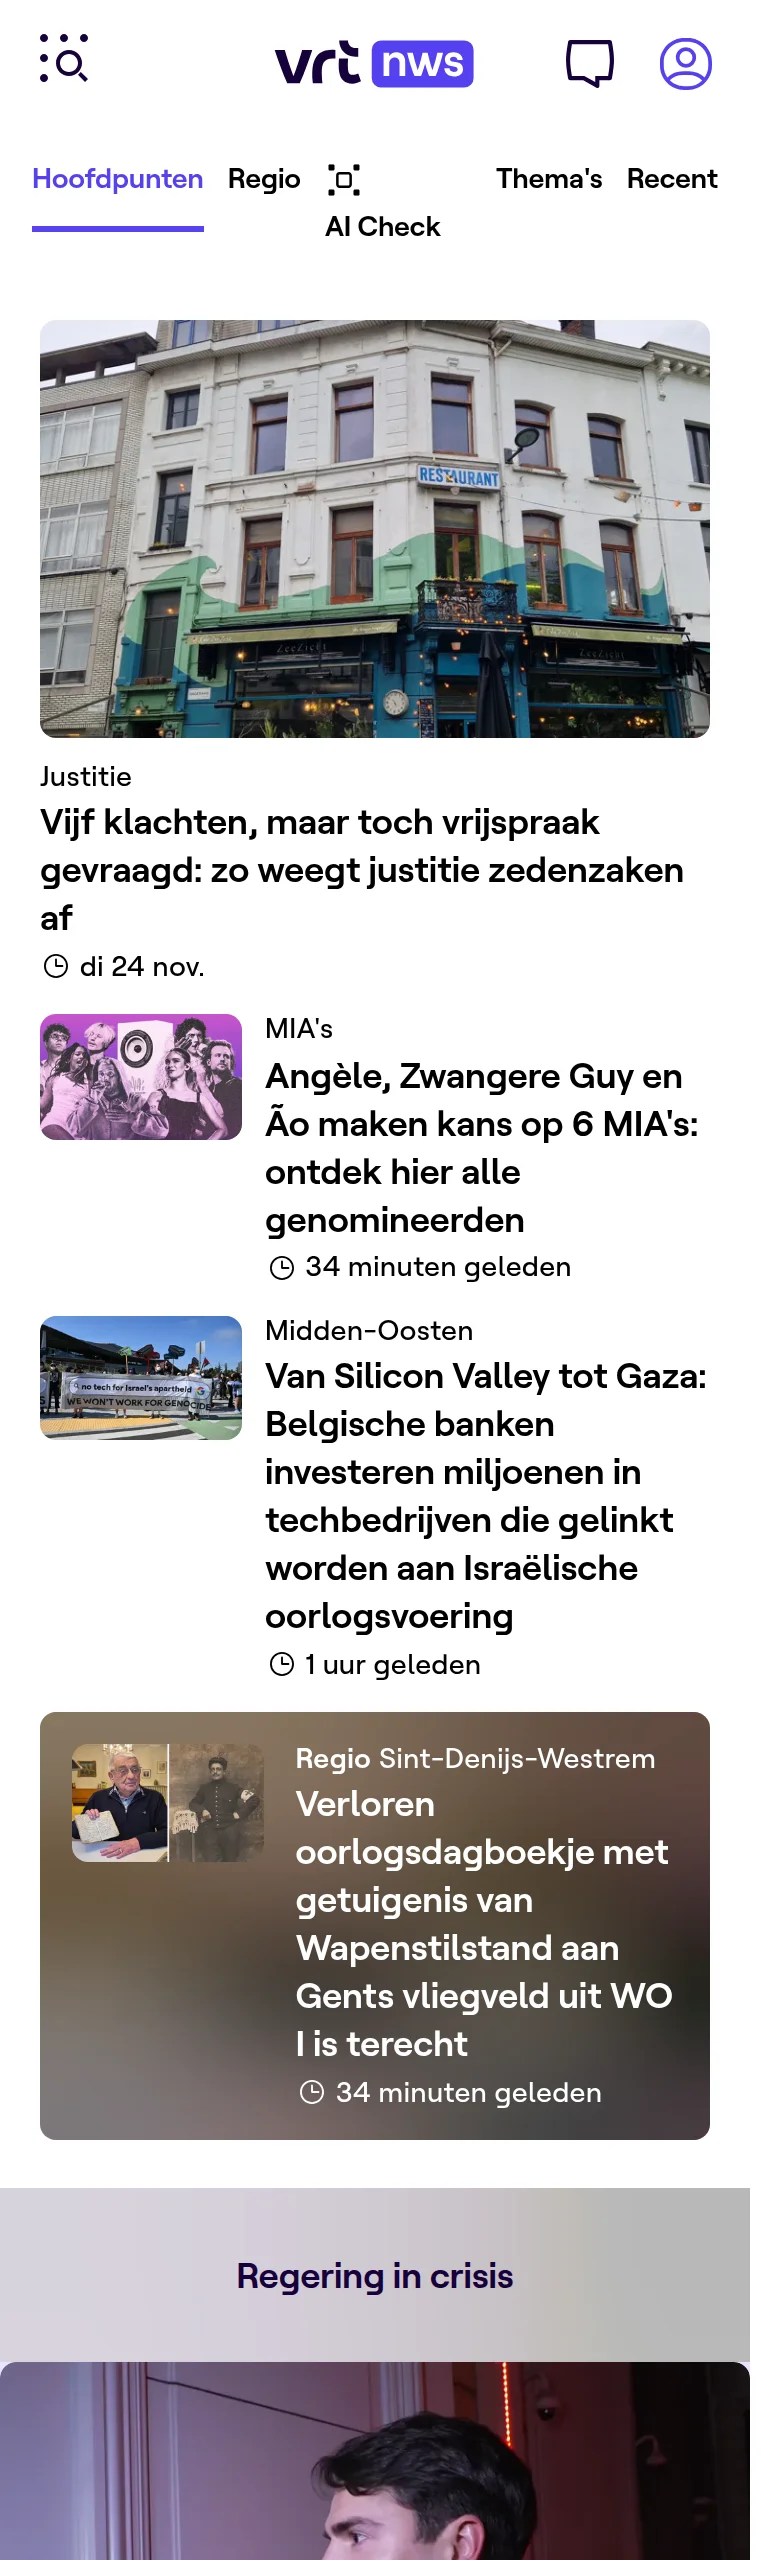 vrt nws
Hoofdpunten Regio AI Check Thema's Recent
RESTAURANT
ZeeZicht ZeeZicht
Justitie
Vijf klachten, maar toch vrijspraak
gevraagd: zo weegt justitie zedenzaken
af
di 24 nov.
MIA's
Angèle, Zwangere Guy en
Ão maken kans op 6 MIA's:
ontdek hier alle
genomineerden
34 minuten geleden
no tech for Israel's apartheid
WE WON'T WORK FOR GENOCIDE
Midden-Oosten
Van Silicon Valley tot Gaza:
Belgische banken
investeren miljoenen in
techbedrijven die gelinkt
worden aan Israëlische
oorlogsvoering
1 uur geleden
Regio Sint-Denijs-Westrem
Verloren
oorlogsdagboekje met
getuigenis van
Wapenstilstand aan
Gents vliegveld uit WO
I is terecht
34 minuten geleden
Regering in crisis